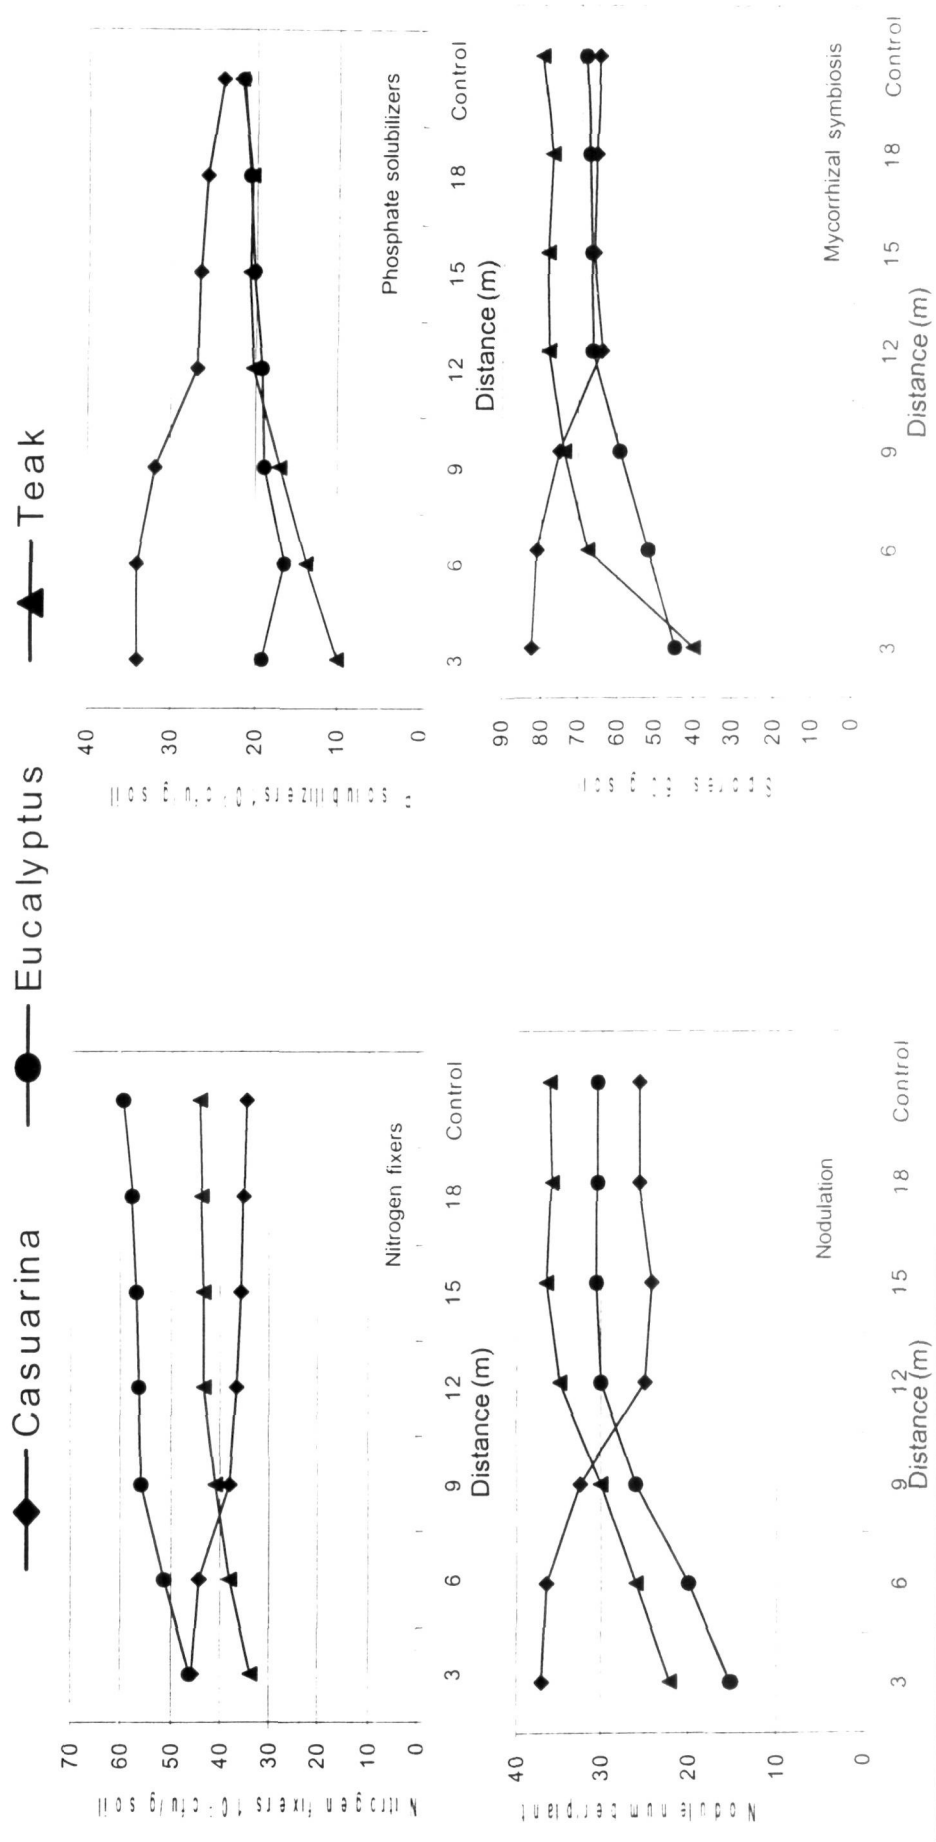 Casuarina Eucalyptus Teak
70
60
50
40
30
20
10
0
3 6 9 12 15 18 Control
Distance (m)
Nitrogen fixers
40
30
20
10
0
3 6 9 12 15 18 Control
Distance (m)
Phosphate solubilizers
Nodule number/plant
40
30
20
10
0
3 6 9 12 15 18 Control
Distance (m)
Nodulation
90
80
70
60
50
40
30
20
10
0
3 6 9 12 15 18 Control
Distance (m)
Mycorrhizal symbiosis